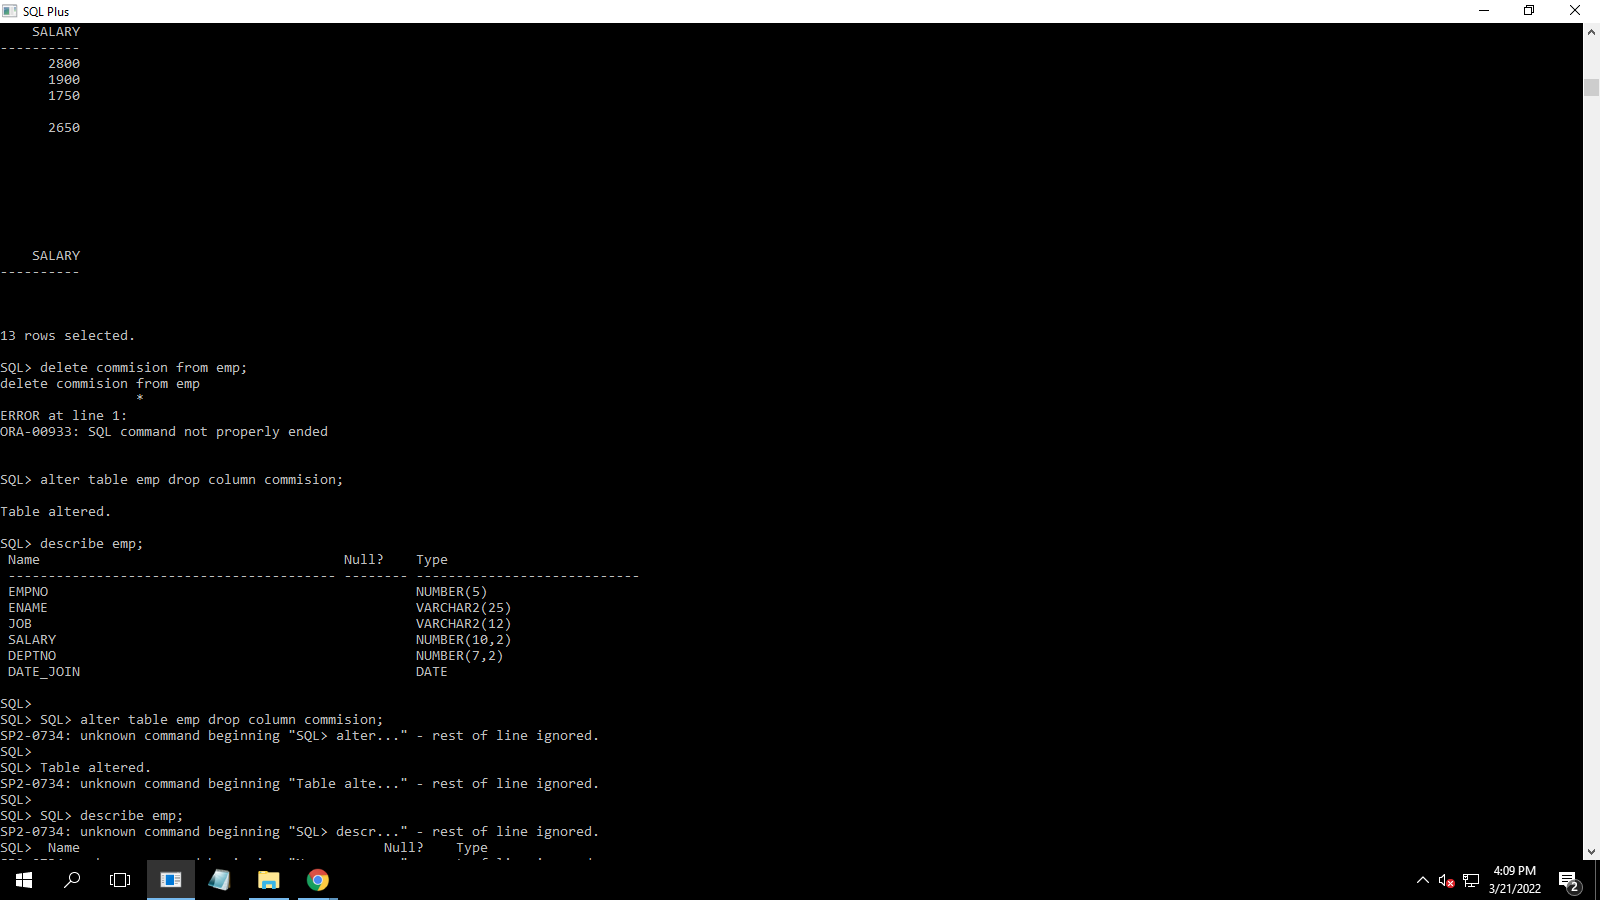 SQL Plus
SALARY
----------
2800
1900
1750
2650
SALARY
----------
13 rows selected.
SQL> delete commision from emp;
delete commision from emp
*
ERROR at line 1:
ORA-00933: SQL command not properly ended
SQL> alter table emp drop column commision;
Table altered.
SQL> describe emp;
Name Null? Type
----------------------------------------- -------- ----------------------------
EMPNO NUMBER(5)
ENAME VARCHAR2(25)
JOB VARCHAR2(12)
SALARY NUMBER(10,2)
DEPTNO NUMBER(7,2)
DATE_JOIN DATE
SQL>
SQL> SQL> alter table emp drop column commision;
SP2-0734: unknown command beginning "SQL> alter..." - rest of line ignored.
SQL>
SQL> Table altered.
SP2-0734: unknown command beginning "Table alte..." - rest of line ignored.
SQL>
SQL> SQL> describe emp;
SP2-0734: unknown command beginning "SQL> descr..." - rest of line ignored.
SQL> Name Null? Type
4:09 PM
3/21/2022
2